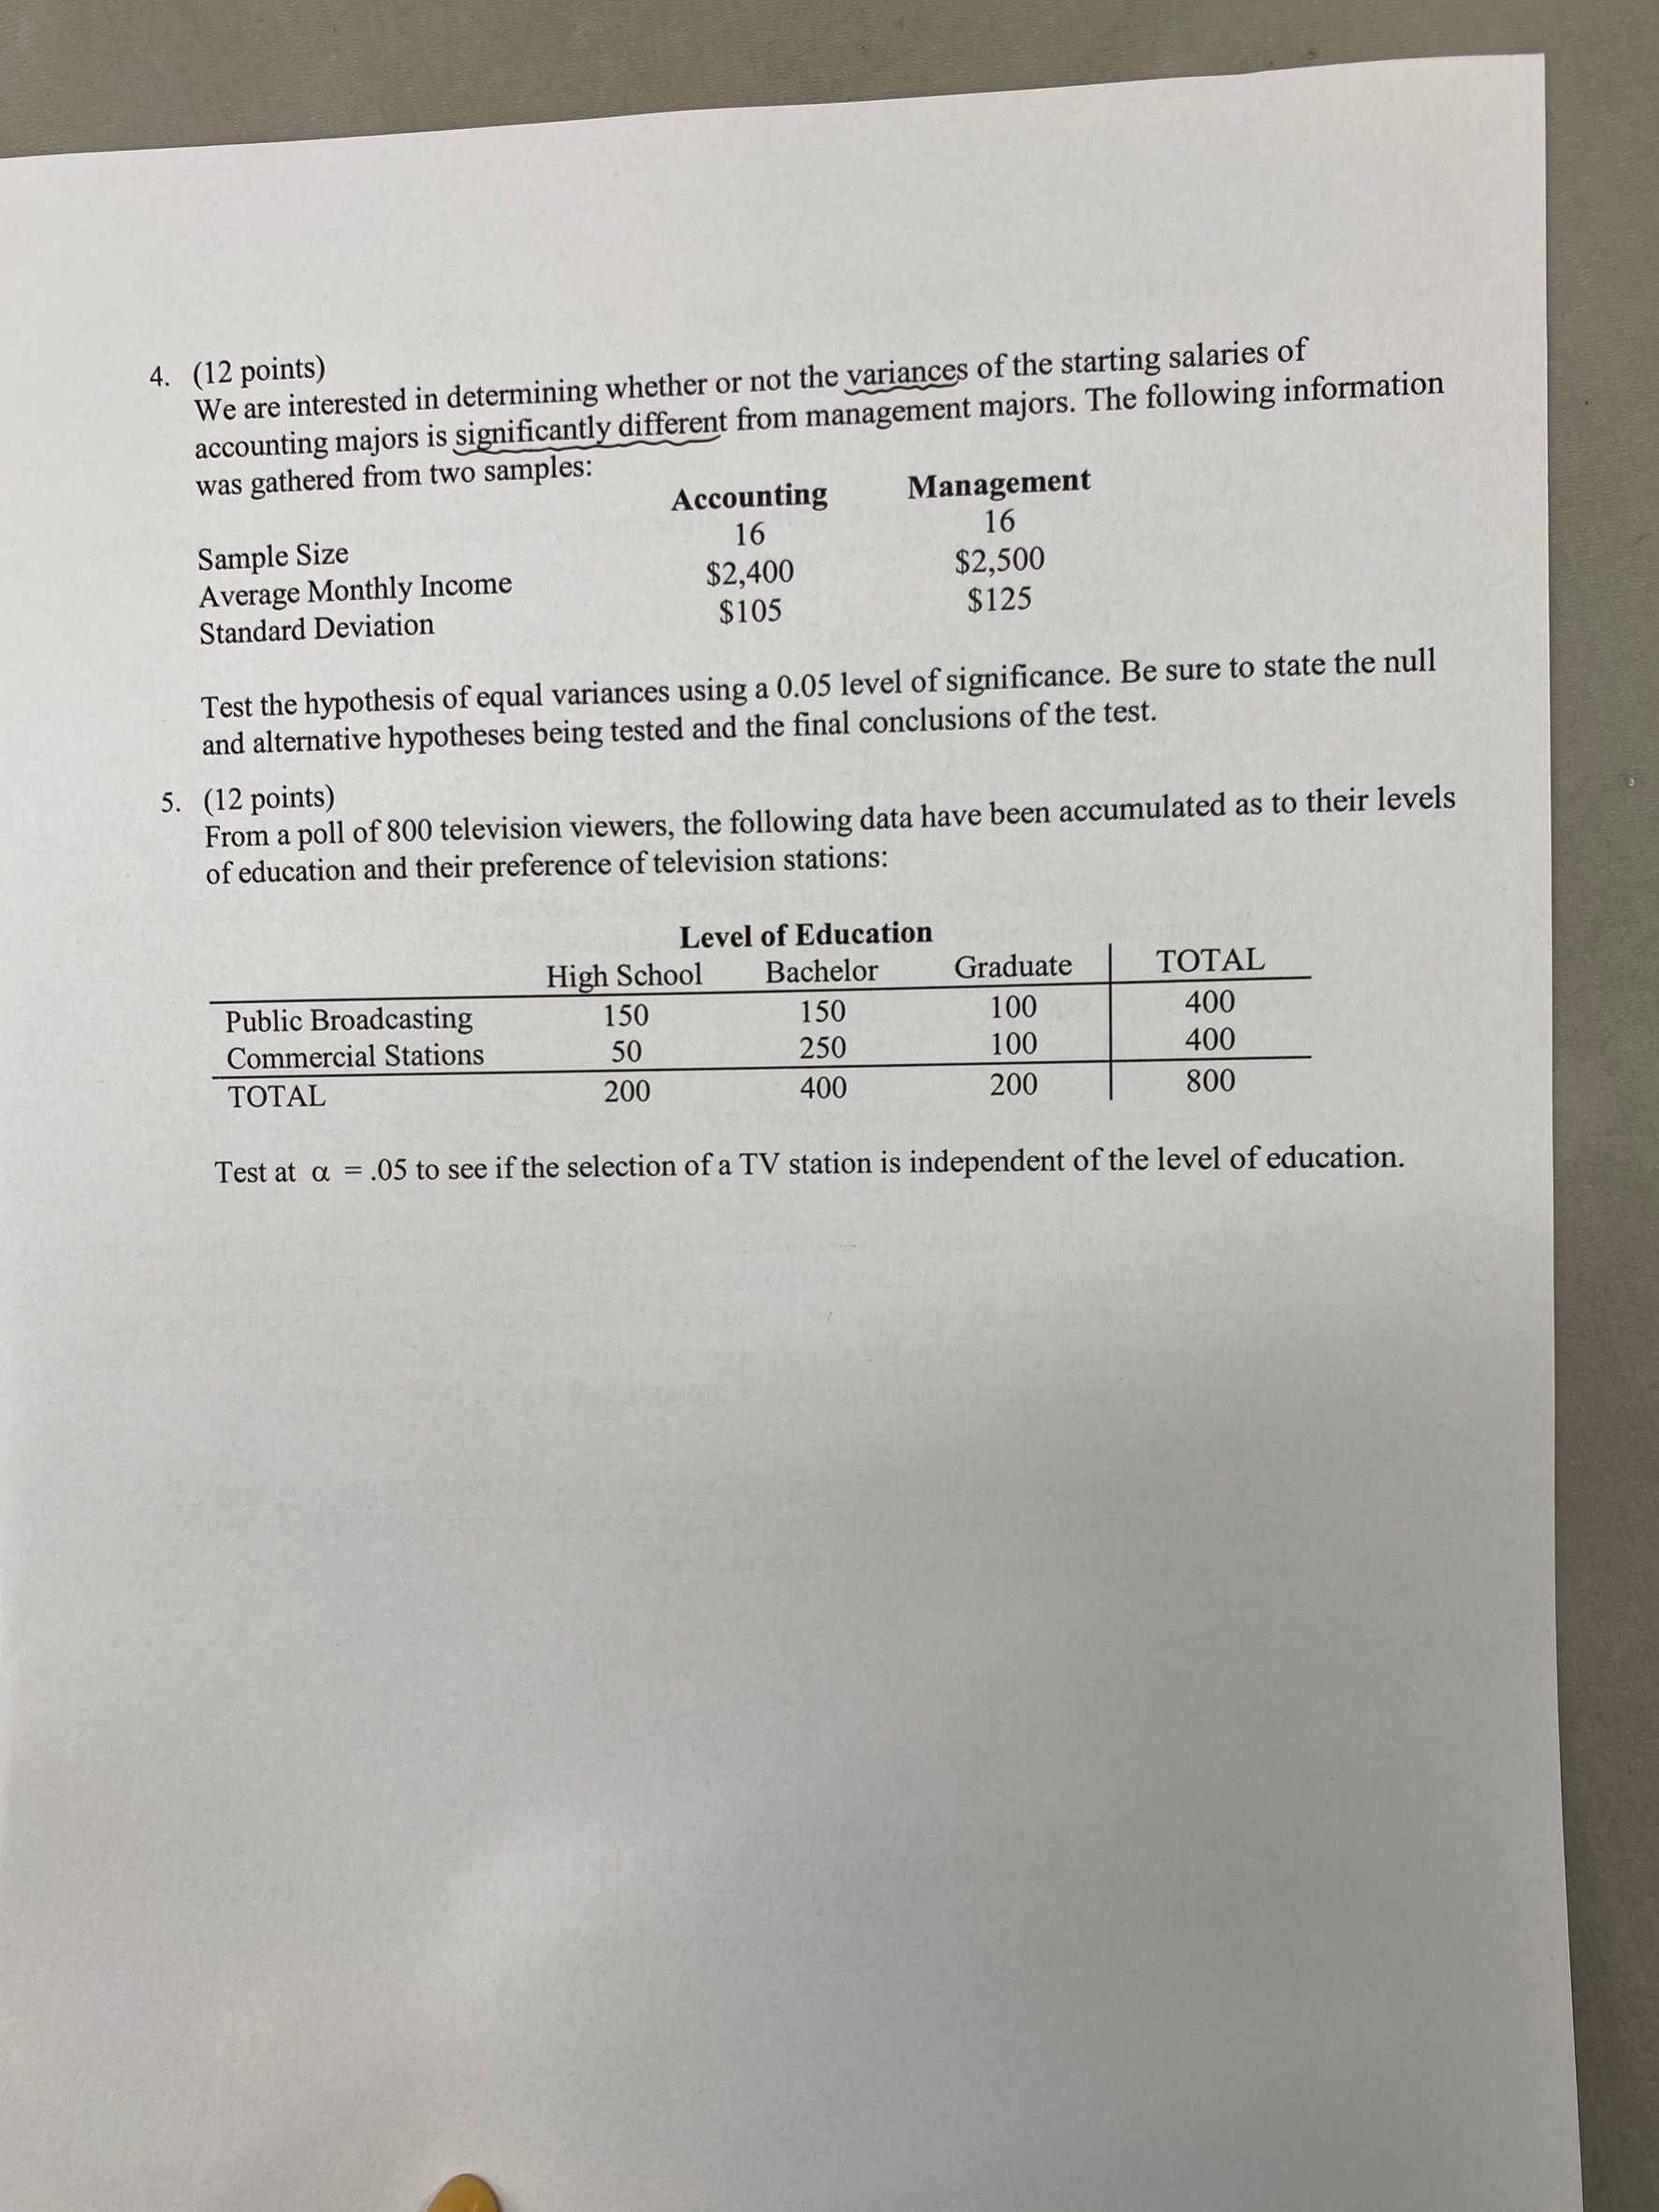 4. (12 points)
We are interested in determining whether or not the variances of the starting salaries of
accounting majors is significantly different from management majors. The following information
was gathered from two samples:
Accounting Management
Sample Size 16 16
Average Monthly Income $2,400 $2,500
Standard Deviation $105 $125
Test the hypothesis of equal variances using a 0.05 level of significance. Be sure to state the null
and alternative hypotheses being tested and the final conclusions of the test.
5. (12 points)
From a poll of 800 television viewers, the following data have been accumulated as to their levels
of education and their preference of television stations:
Level of Education
High School Bachelor Graduate TOTAL
Public Broadcasting 150 150 100 400
Commercial Stations 50 250 100 400
TOTAL 200 400 200 800
Test at α = .05 to see if the selection of a TV station is independent of the level of education.